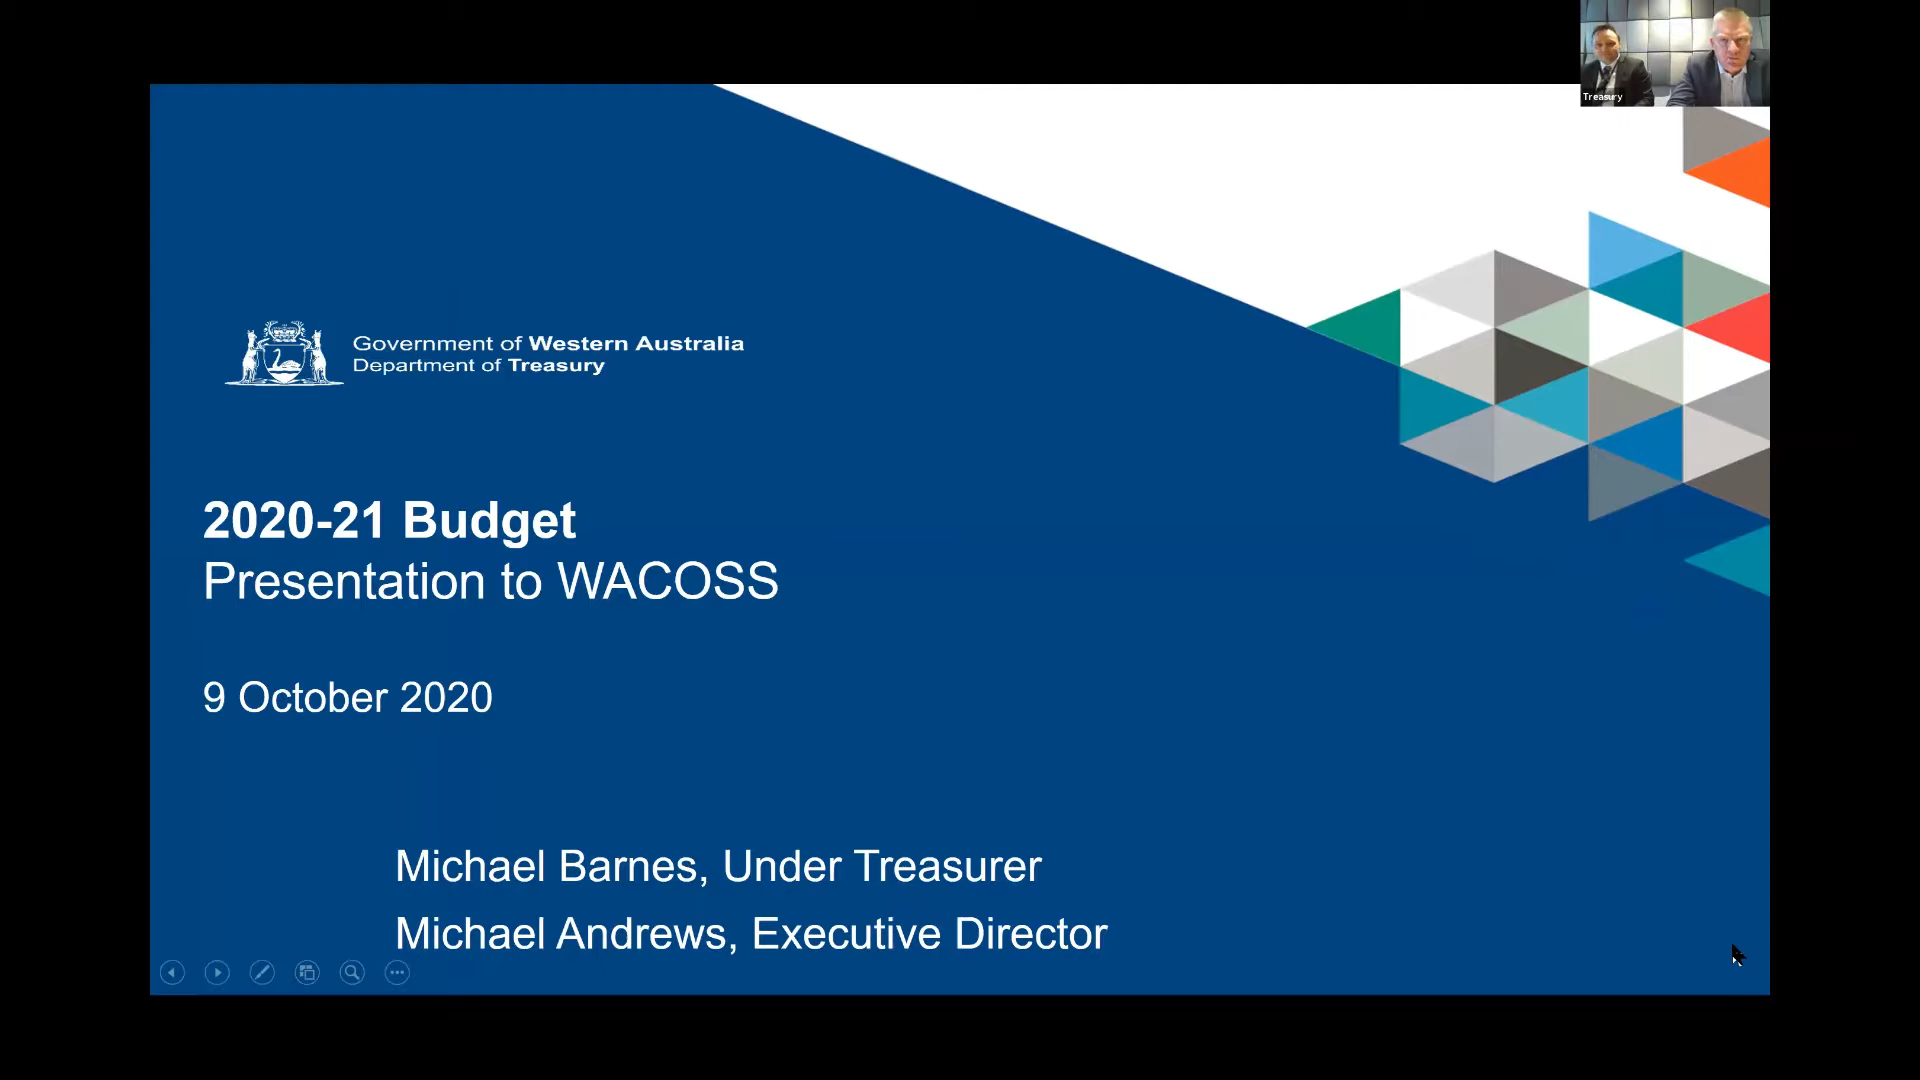 Treasury
Government of Western Australia
Department of Treasury
2020-21 Budget
Presentation to WACOSS
9 October 2020
Michael Barnes, Under Treasurer
Michael Andrews, Executive Director